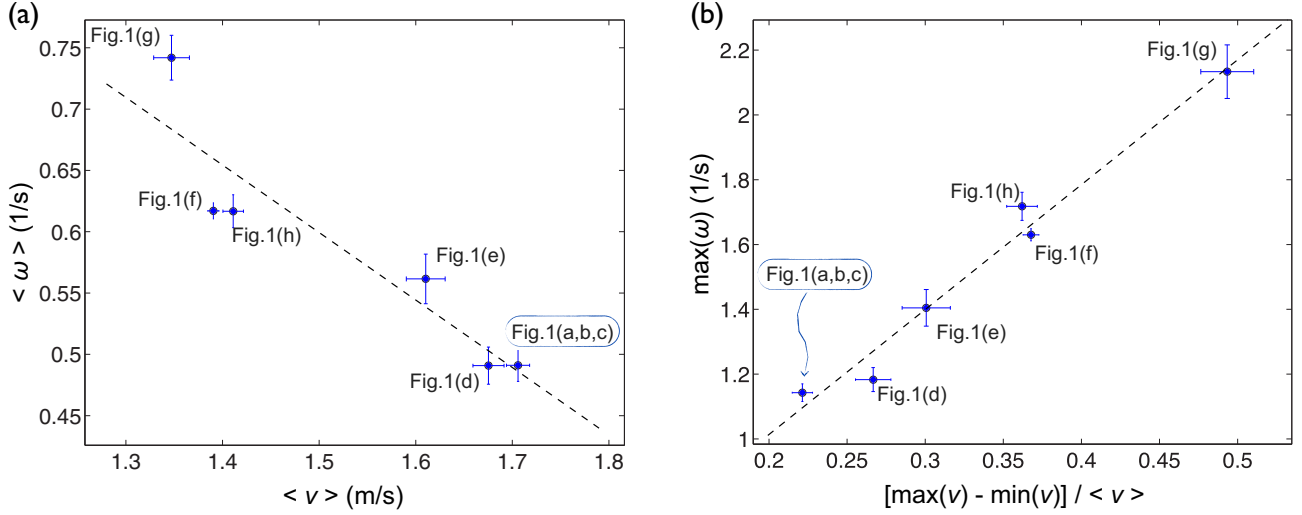 (a)
0.75
0.7
0.65
0.6
0.55
0.5
0.45
< ω > (1/s)
Fig.1(g)
Fig.1(f)
Fig.1(h)
Fig.1(e)
Fig.1(a,b,c)
Fig.1(d)
1.3 1.4 1.5 1.6 1.7 1.8
< v > (m/s)
(b)
2.2
2
1.8
1.6
1.4
1.2
1
max(ω) (1/s)
Fig.1(g)
Fig.1(h)
Fig.1(f)
Fig.1(a,b,c)
Fig.1(e)
Fig.1(d)
0.2 0.25 0.3 0.35 0.4 0.45 0.5
[max(v) - min(v)] / < v >